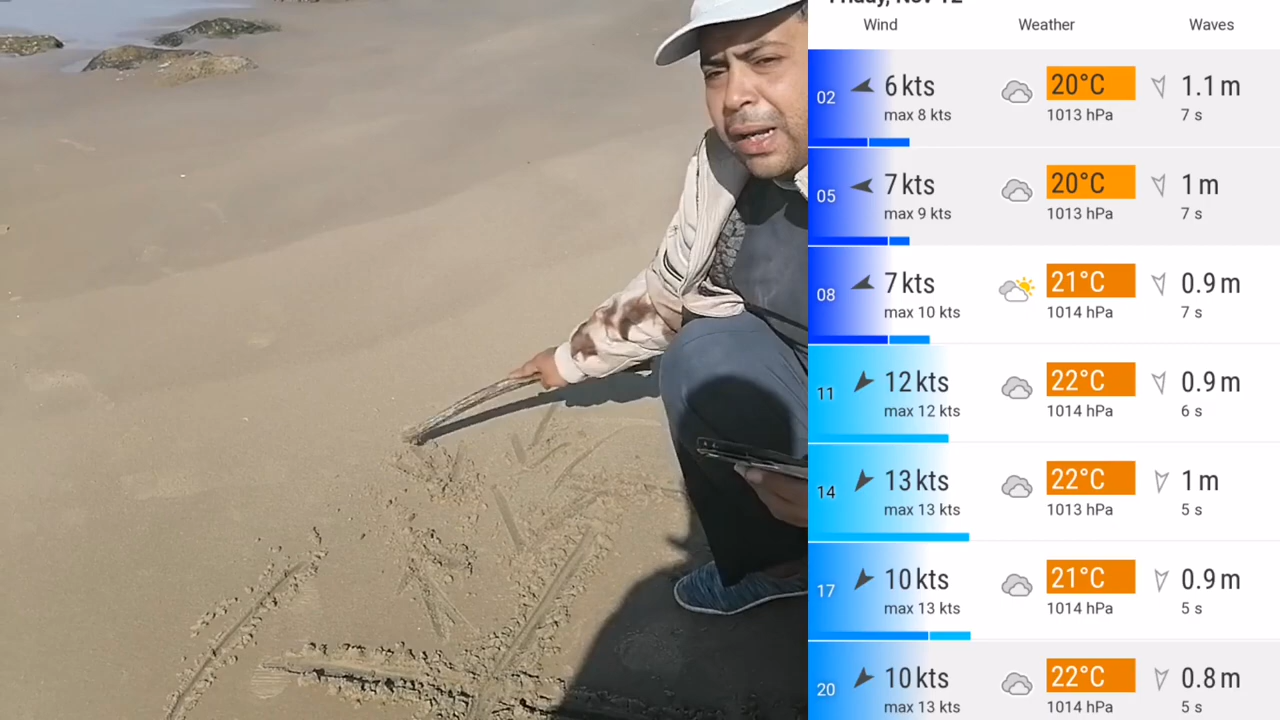 Friday, Nov 12
Wind Weather Waves
02 6 kts 20°C 1.1 m
max 8 kts 1013 hPa 7 s
05 7 kts 20°C 1 m
max 9 kts 1013 hPa 7 s
08 7 kts 21°C 0.9 m
max 10 kts 1014 hPa 7 s
11 12 kts 22°C 0.9 m
max 12 kts 1014 hPa 6 s
14 13 kts 22°C 1 m
max 13 kts 1013 hPa 5 s
17 10 kts 21°C 0.9 m
max 13 kts 1014 hPa 5 s
20 10 kts 22°C 0.8 m
max 13 kts 1014 hPa 5 s